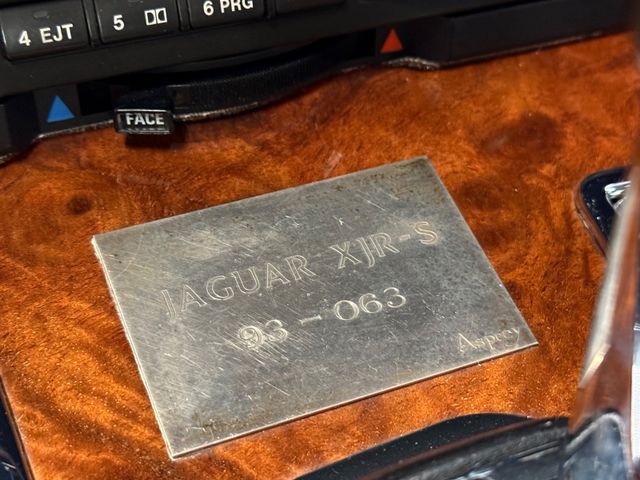 4 EJT
5
6 PRG
FACE
JAGUAR XJR-S
93-063
Asprey